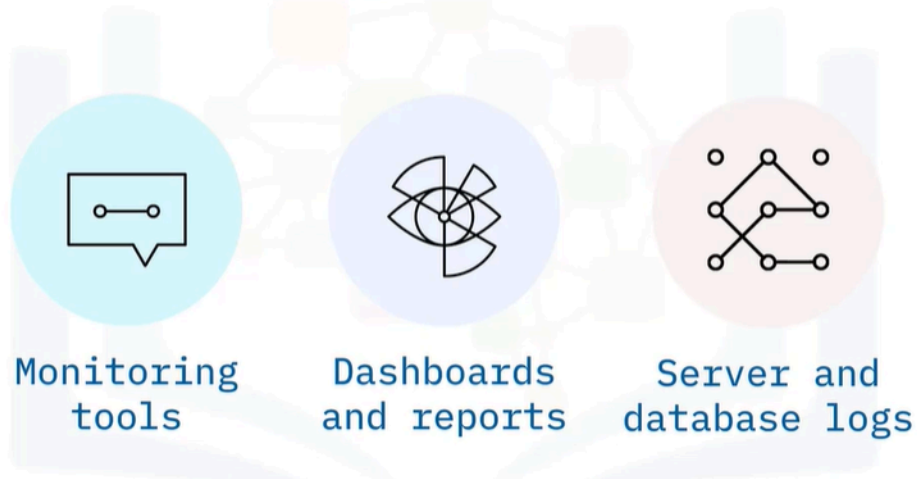 Monitoring
tools
Dashboards
and reports
Server and
database logs